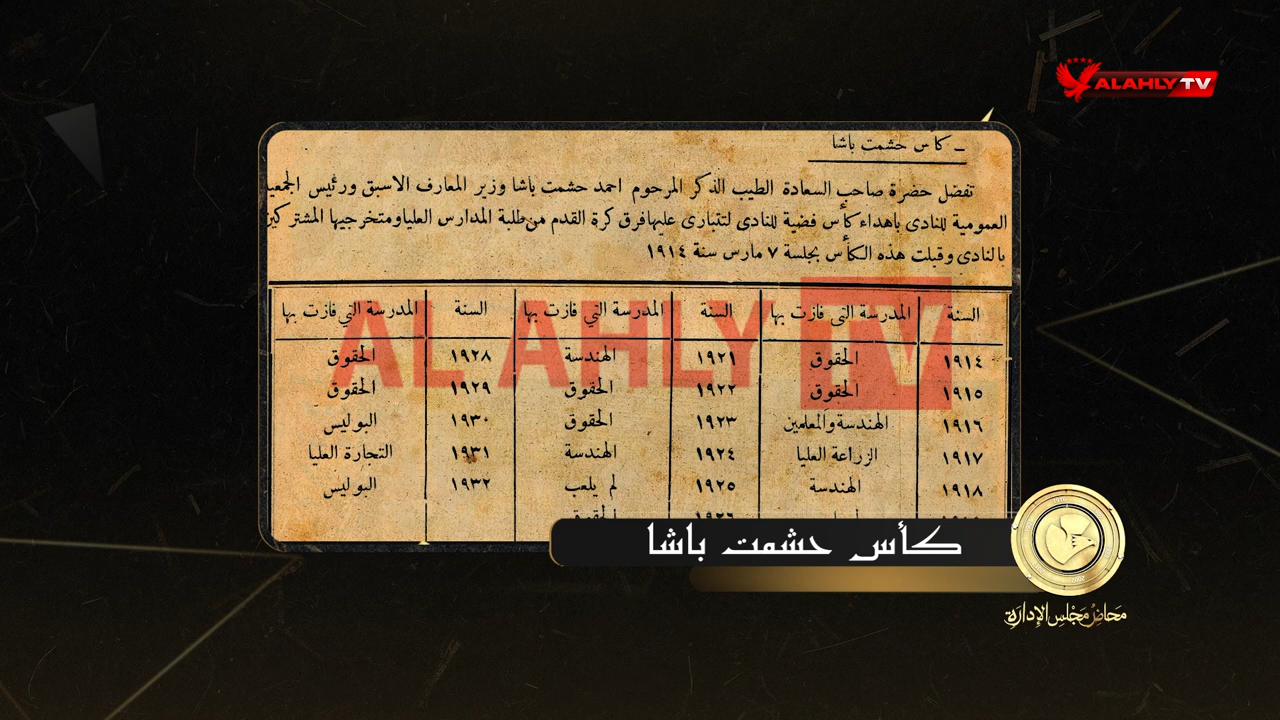 ALAHLY TV
ـ كأس حشمت باشا
تفضل حضرة صاحب السعادة الطيب الذكر المرحوم احمد حشمت باشا وزير المعارف الاسبق ورئيس الجمعية
العمومية للنادى باهداء كأس فضية للنادى لتتبارى عليها فرق كرة القدم من طلبة المدارس العليا ومتخرجيها المشتركين
بالنادى وقبلت هذه الكأس بجلسة ٧ مارس سنة ١٩١٤
السنة المدرسة التى فازت بها السنة المدرسة التي فازت بها السنة المدرسة التي فازت بها
١٩١٤ الحقوق ١٩٢١ الهندسة ١٩٢٨ الحقوق
١٩١٥ الحقوق ١٩٢٢ الحقوق ١٩٢٩ الحقوق
١٩١٦ الهندسة والمعلمين ١٩٢٣ الحقوق ١٩٣٠ البوليس
١٩١٧ الزراعة العليا ١٩٢٤ الهندسة ١٩٣١ التجارة العليا
١٩١٨ الهندسة ١٩٢٥ لم يلعب ١٩٣٢ البوليس
AL AHLY TV
كأس حشمت باشا
محاضر مجلس الإدارة